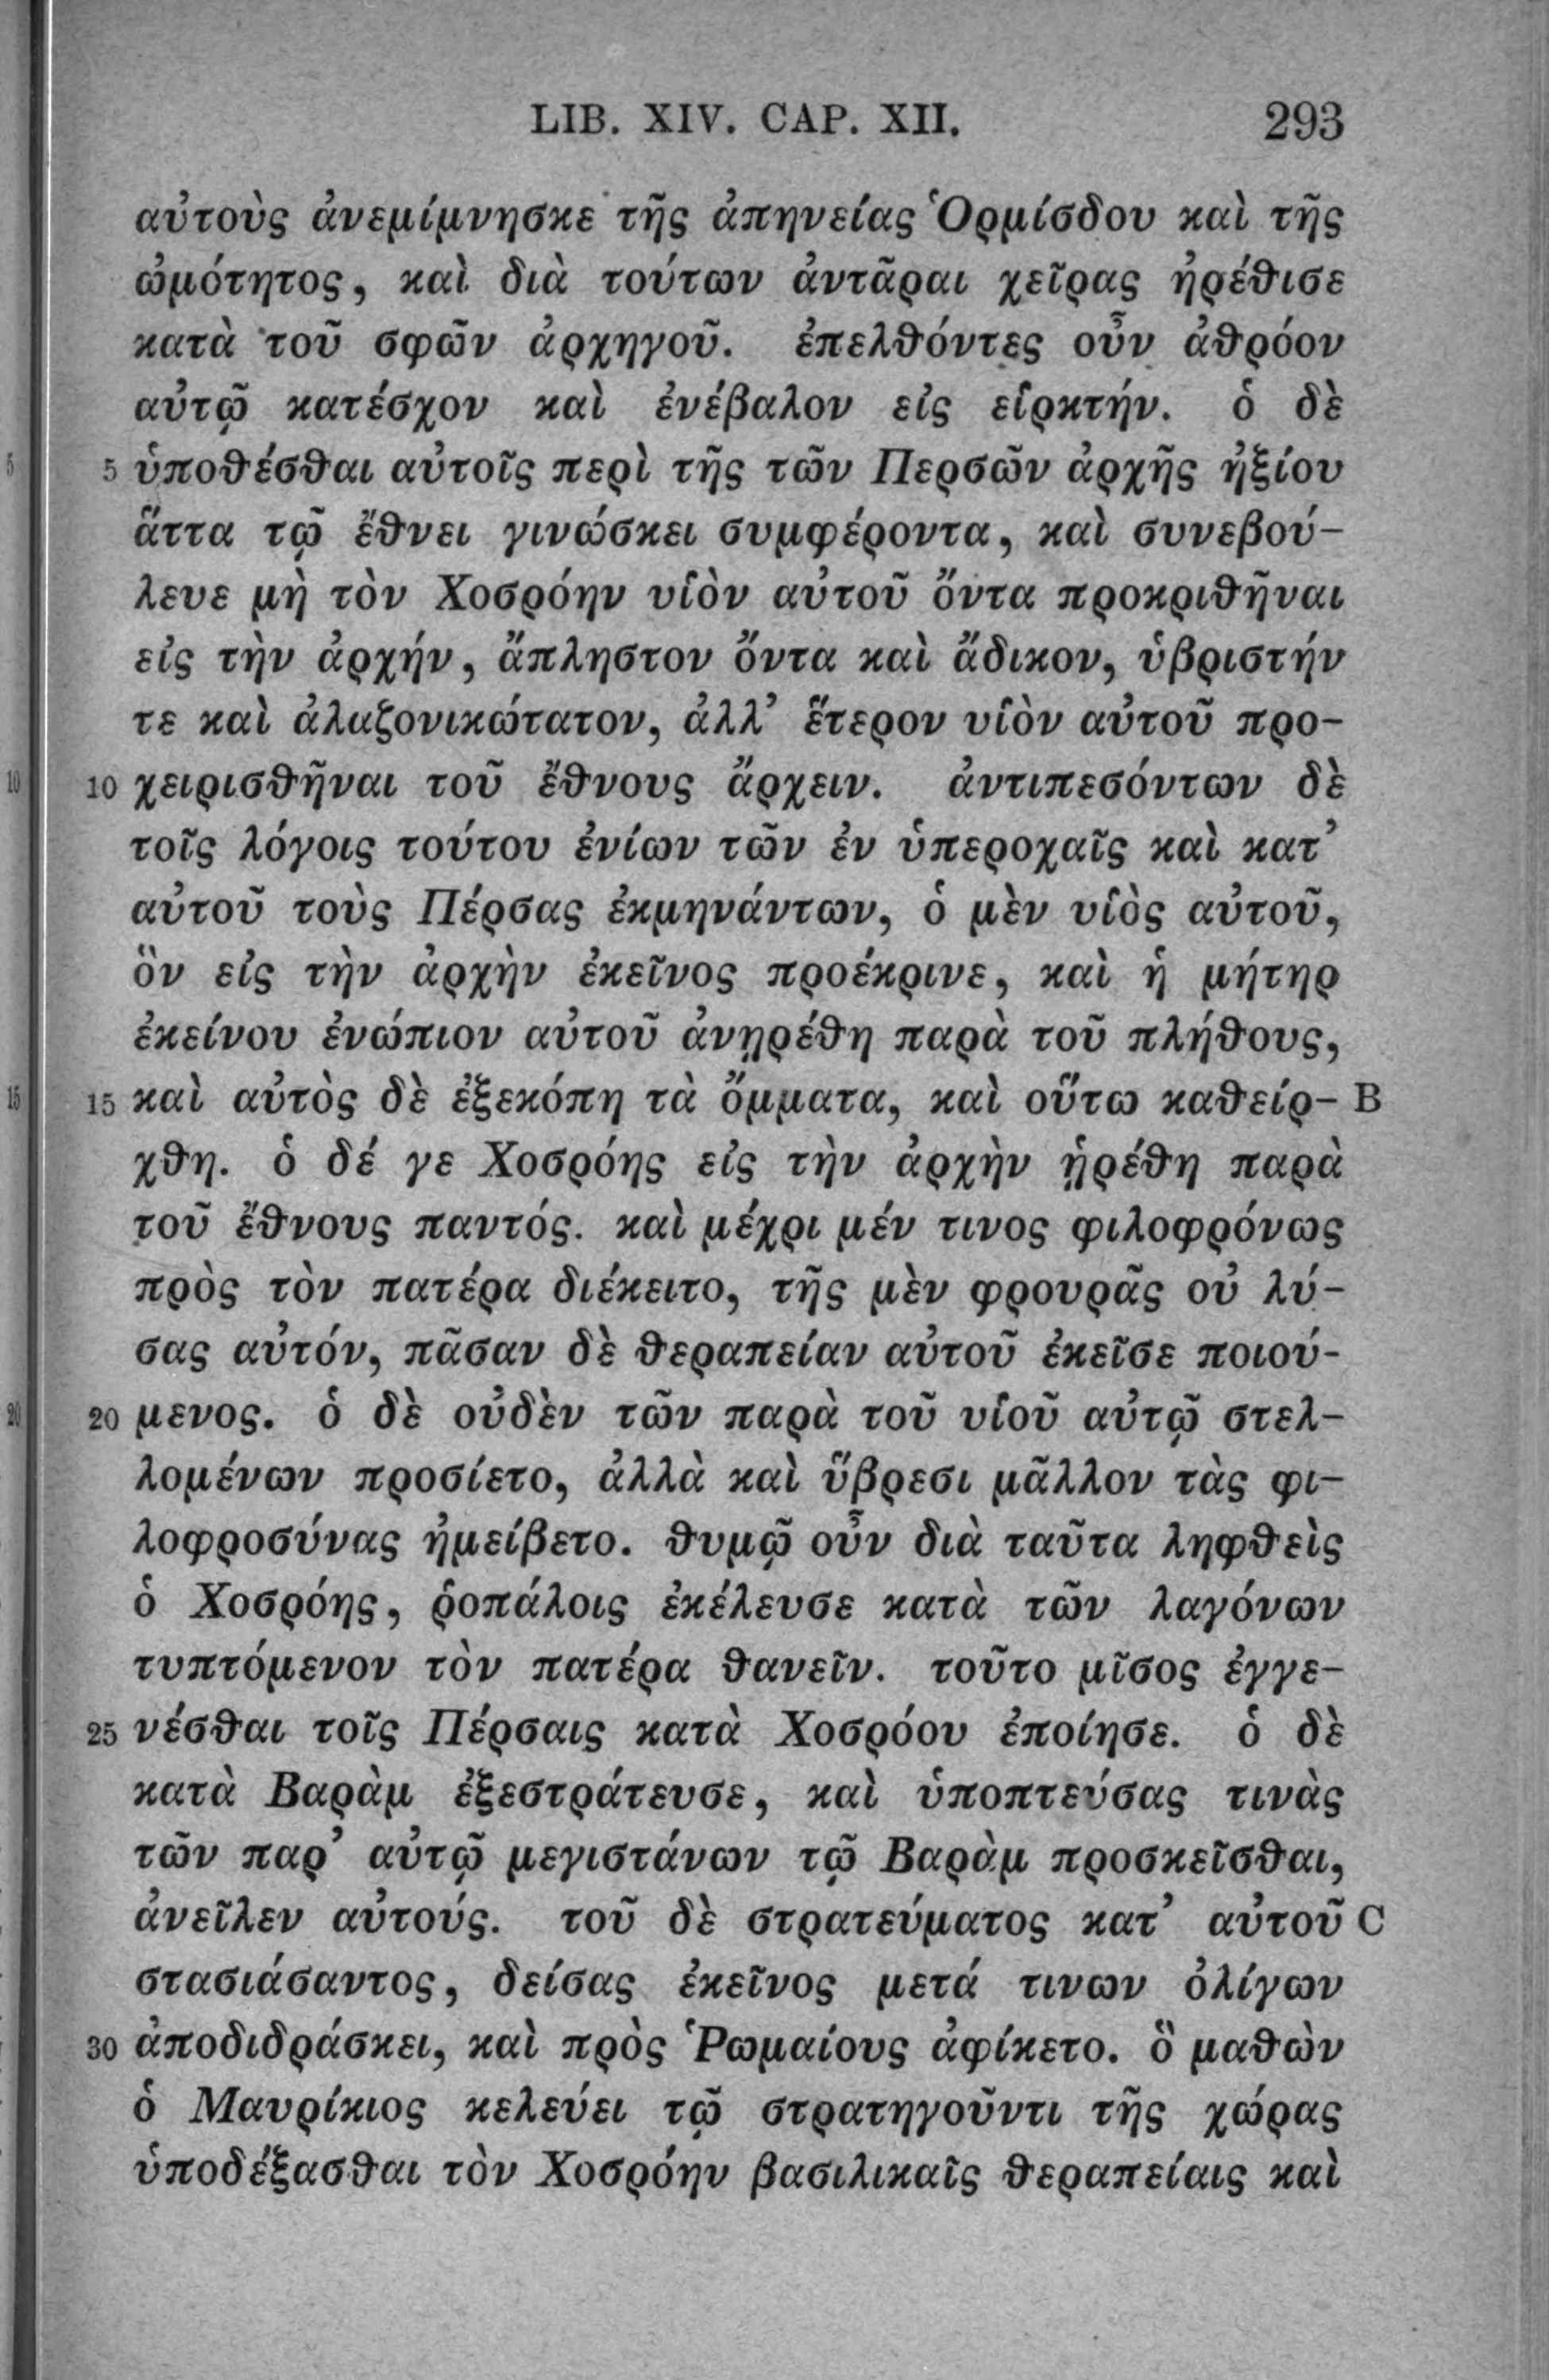 LIB. XIV. CAP. XII. 293
αὐτοὺς ἀνεμίμνησκε τῆς ἀπηνείας Ὁρμίσδου καὶ τῆς
ὠμότητος, καὶ διὰ τούτων ἀντᾶραι χεῖρας ἠρέθισε
κατὰ τοῦ σφῶν ἀρχηγοῦ. ἐπελθόντες οὖν ἀθρόον
αὐτῷ κατέσχον καὶ ἐνέβαλον εἰς εἱρκτήν. ὁ δὲ
5 ὑποθέσθαι αὐτοῖς περὶ τῆς τῶν Περσῶν ἀρχῆς ἠξίου
ἅττα τῷ ἔθνει γινώσκει συμφέροντα, καὶ συνεβού-
λευε μὴ τὸν Χοσρόην υἱὸν αὐτοῦ ὄντα προκριθῆναι
εἰς τὴν ἀρχήν, ἄπληστον ὄντα καὶ ἄδικον, ὑβριστήν
τε καὶ ἀλαζονικώτατον, ἀλλ’ ἕτερον υἱὸν αὐτοῦ προ-
10 χειρισθῆναι τοῦ ἔθνους ἄρχειν. ἀντιπεσόντων δὲ
τοῖς λόγοις τούτου ἐνίων τῶν ἐν ὑπεροχαῖς καὶ κατ’
αὐτοῦ τοὺς Πέρσας ἐκμηνάντων, ὁ μὲν υἱὸς αὐτοῦ,
ὃν εἰς τὴν ἀρχὴν ἐκεῖνος προέκρινε, καὶ ἡ μήτηρ
ἐκείνου ἐνώπιον αὐτοῦ ἀνῃρέθη παρὰ τοῦ πλήθους,
15 καὶ αὐτὸς δὲ ἐξεκόπη τὰ ὄμματα, καὶ οὕτω καθείρ- B
χθη. ὁ δέ γε Χοσρόης εἰς τὴν ἀρχὴν ᾑρέθη παρὰ
τοῦ ἔθνους παντός. καὶ μέχρι μέν τινος φιλοφρόνως
πρὸς τὸν πατέρα διέκειτο, τῆς μὲν φρουρᾶς οὐ λύ-
σας αὐτόν, πᾶσαν δὲ θεραπείαν αὐτοῦ ἐκεῖσε ποιού-
20 μενος. ὁ δὲ οὐδὲν τῶν παρὰ τοῦ υἱοῦ αὐτῷ στελ-
λομένων προσίετο, ἀλλὰ καὶ ὕβρεσι μᾶλλον τὰς φι-
λοφροσύνας ἠμείβετο. θυμῷ οὖν διὰ ταῦτα ληφθεὶς
ὁ Χοσρόης, ῥοπάλοις ἐκέλευσε κατὰ τῶν λαγόνων
τυπτόμενον τὸν πατέρα θανεῖν. τοῦτο μῖσος ἐγγε-
25 νέσθαι τοῖς Πέρσαις κατὰ Χοσρόου ἐποίησε. ὁ δὲ
κατὰ Βαρὰμ ἐξεστράτευσε, καὶ ὑποπτεύσας τινὰς
τῶν παρ’ αὐτῷ μεγιστάνων τῷ Βαρὰμ προσκεῖσθαι,
ἀνεῖλεν αὐτούς. τοῦ δὲ στρατεύματος κατ’ αὐτοῦ C
στασιάσαντος, δείσας ἐκεῖνος μετά τινων ὀλίγων
30 ἀποδιδράσκει, καὶ πρὸς Ῥωμαίους ἀφίκετο. ὃ μαθὼν
ὁ Μαυρίκιος κελεύει τῷ στρατηγοῦντι τῆς χώρας
ὑποδέξασθαι τὸν Χοσρόην βασιλικαῖς θεραπείαις καὶ